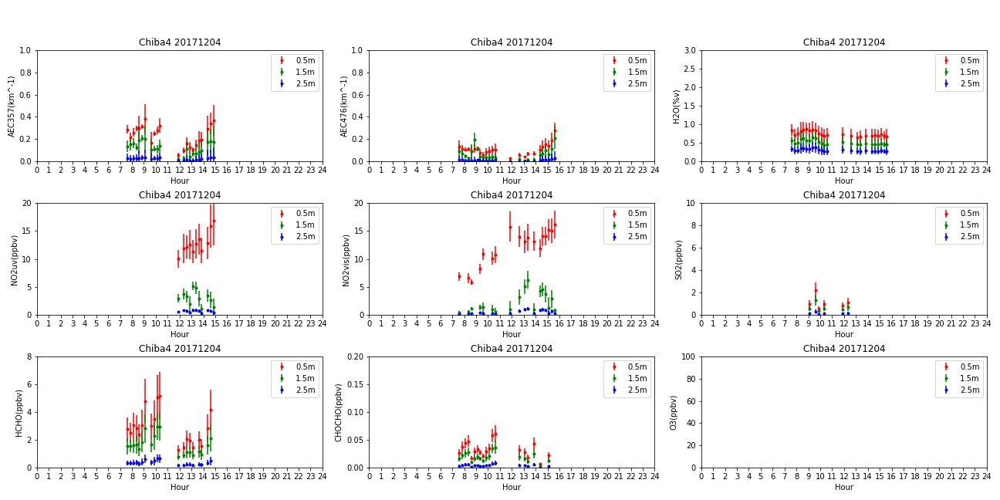 Chiba4 20171204
AEC357(km^-1)
1.0
0.8
0.6
0.4
0.2
0.0
0.5m
1.5m
2.5m
0 1 2 3 4 5 6 7 8 9 10 11 12 13 14 15 16 17 18 19 20 21 22 23 24
Hour
Chiba4 20171204
AEC476(km^-1)
1.0
0.8
0.6
0.4
0.2
0.0
0.5m
1.5m
2.5m
0 1 2 3 4 5 6 7 8 9 10 11 12 13 14 15 16 17 18 19 20 21 22 23 24
Hour
Chiba4 20171204
H2O(%v)
3.0
2.5
2.0
1.5
1.0
0.5
0.0
0.5m
1.5m
2.5m
0 1 2 3 4 5 6 7 8 9 10 11 12 13 14 15 16 17 18 19 20 21 22 23 24
Hour
Chiba4 20171204
NO2uv(ppbv)
20
15
10
5
0
0.5m
1.5m
2.5m
0 1 2 3 4 5 6 7 8 9 10 11 12 13 14 15 16 17 18 19 20 21 22 23 24
Hour
Chiba4 20171204
NO2vis(ppbv)
20
15
10
5
0
0.5m
1.5m
2.5m
0 1 2 3 4 5 6 7 8 9 10 11 12 13 14 15 16 17 18 19 20 21 22 23 24
Hour
Chiba4 20171204
SO2(ppbv)
10
8
6
4
2
0
0.5m
1.5m
2.5m
0 1 2 3 4 5 6 7 8 9 10 11 12 13 14 15 16 17 18 19 20 21 22 23 24
Hour
Chiba4 20171204
HCHO(ppbv)
8
6
4
2
0
0.5m
1.5m
2.5m
0 1 2 3 4 5 6 7 8 9 10 11 12 13 14 15 16 17 18 19 20 21 22 23 24
Hour
Chiba4 20171204
CHOCHO(ppbv)
0.20
0.15
0.10
0.05
0.00
0.5m
1.5m
2.5m
0 1 2 3 4 5 6 7 8 9 10 11 12 13 14 15 16 17 18 19 20 21 22 23 24
Hour
Chiba4 20171204
O3(ppbv)
100
80
60
40
20
0
0.5m
1.5m
2.5m
0 1 2 3 4 5 6 7 8 9 10 11 12 13 14 15 16 17 18 19 20 21 22 23 24
Hour